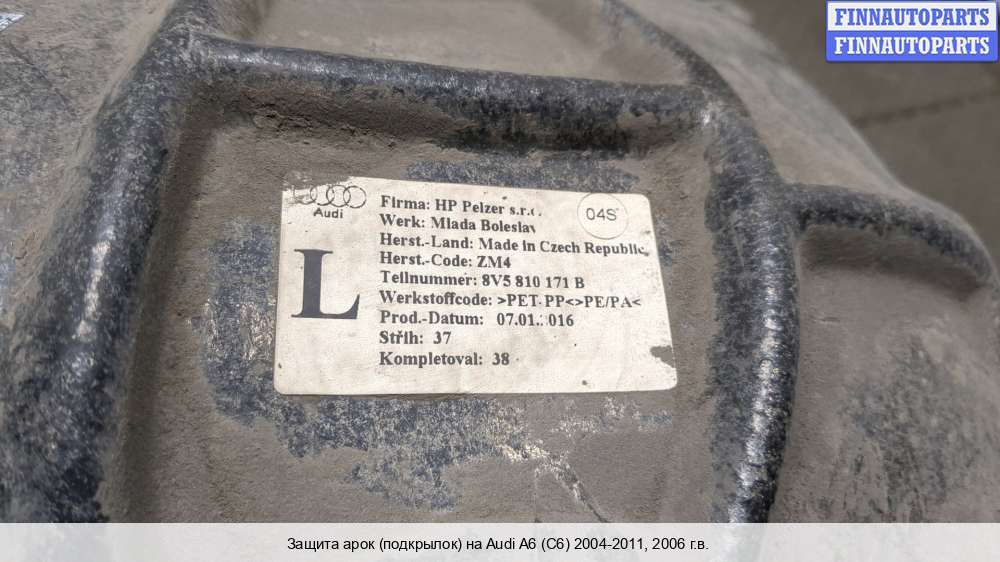 FINNAUTOPARTS
FINNAUTOPARTS
Audi
04S
L
Firma: HP Pelzer s.r.
Werk: Mlada Boleslav
Herst.-Land: Made in Czech Republic
Herst.-Code: ZM4
Teilnummer: 8V5 810 171 B
Werkstoffcode: >PET-PP<>PE/PA<
Prod.-Datum: 07.01. 016
Střih: 37
Kompletoval: 38
Защита арок (подкрылок) на Audi A6 (C6) 2004-2011, 2006 г.в.